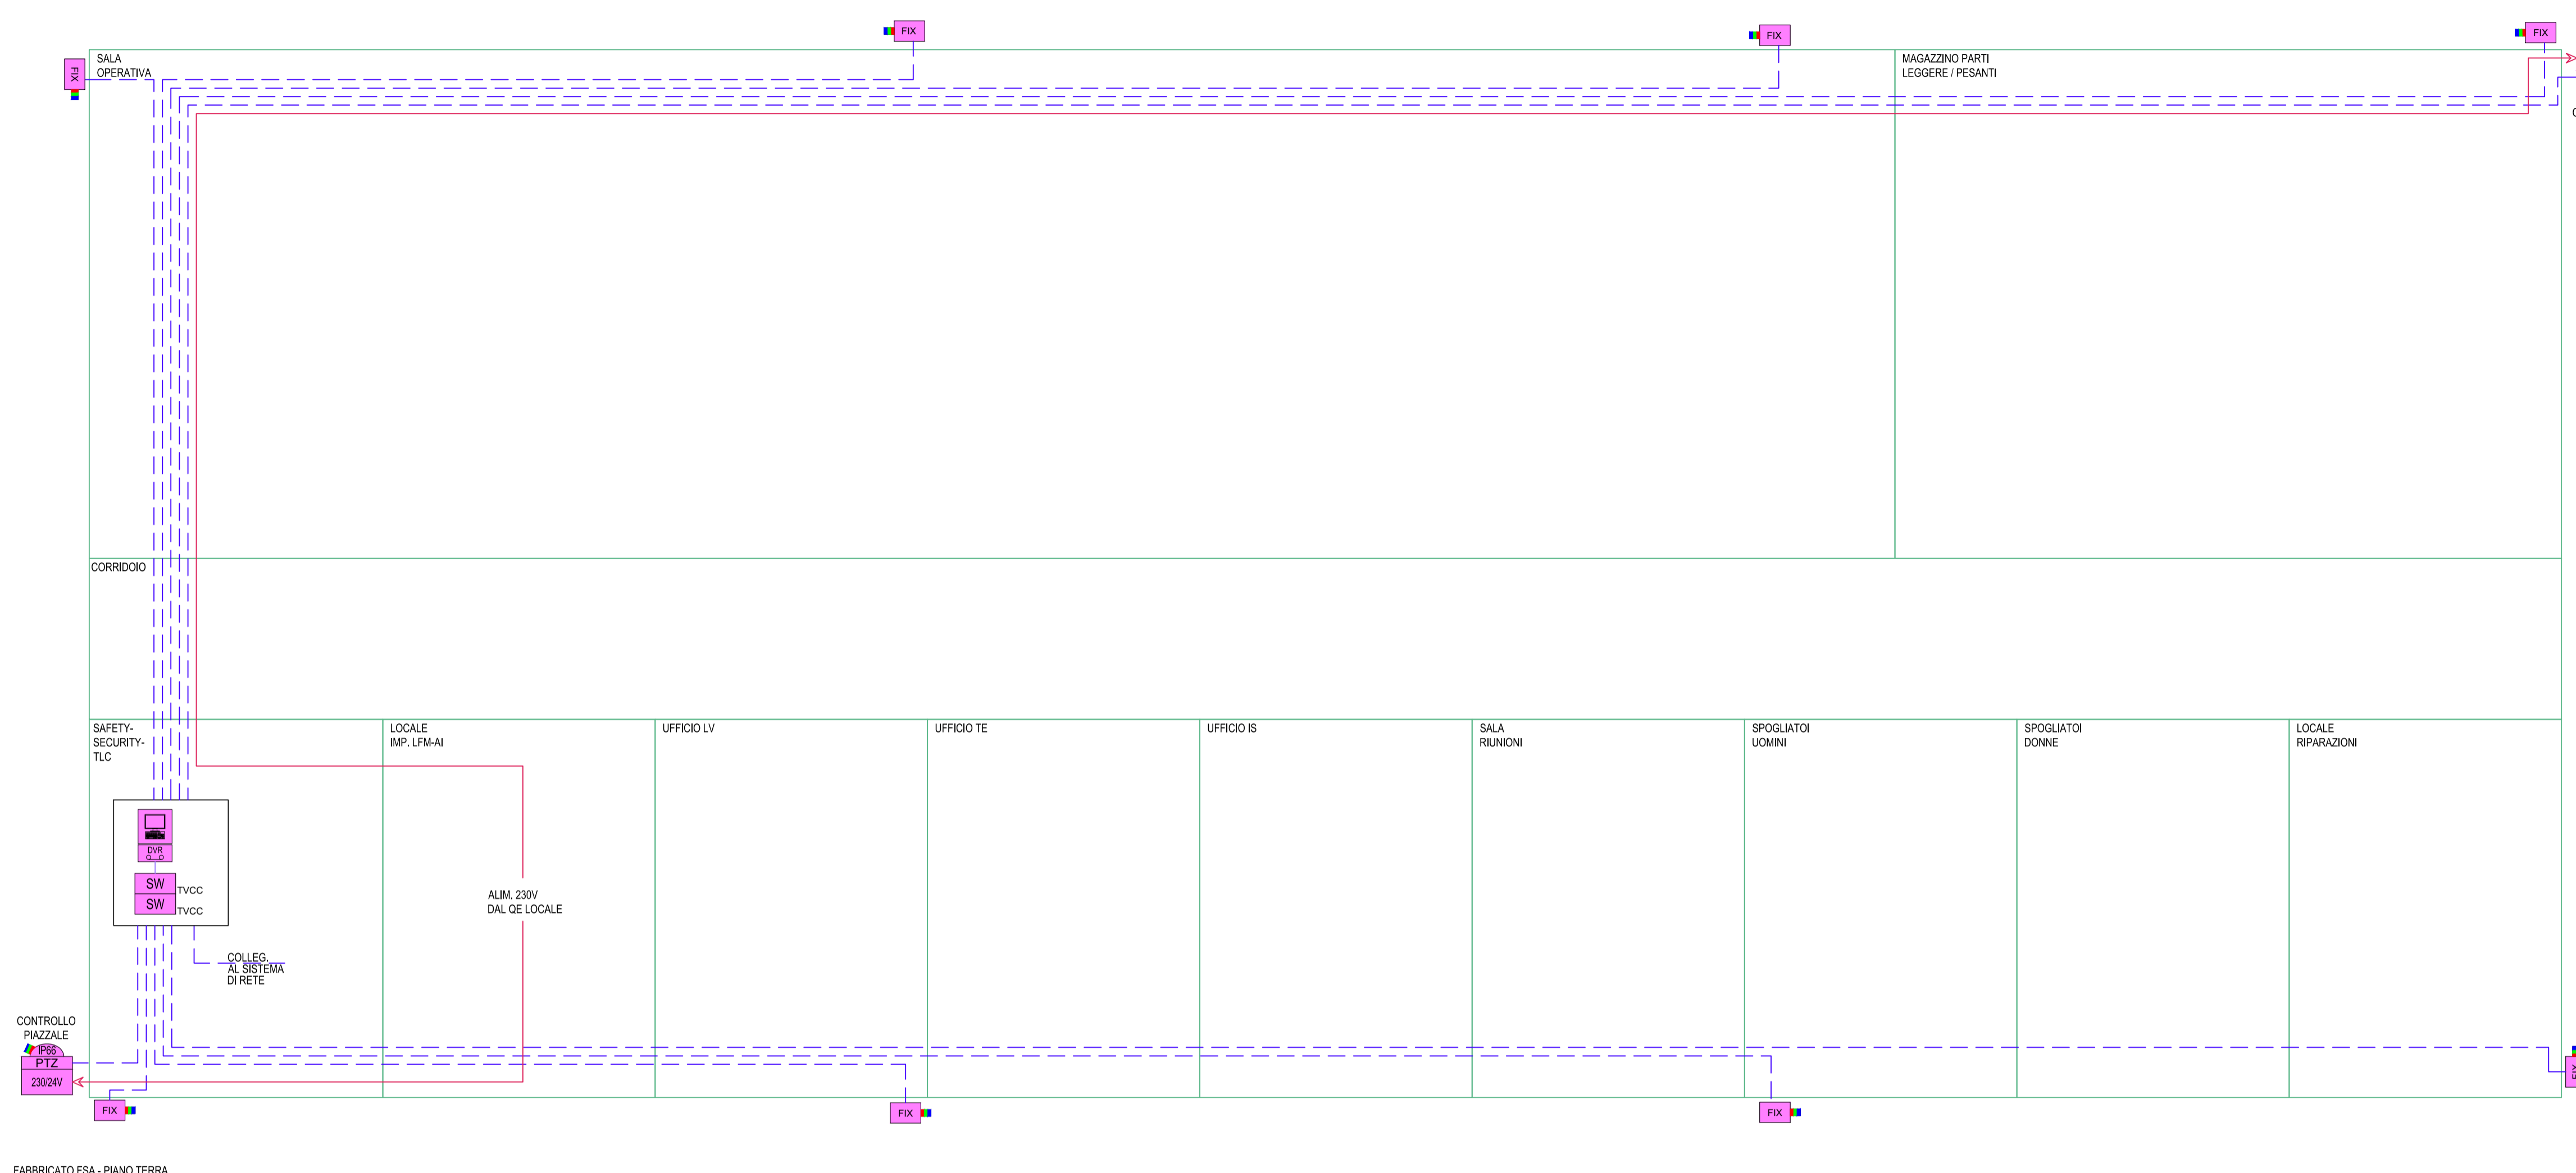 FIX
FIX
FIX
FIX
SALA
OPERATIVA
MAGAZZINO PARTI
LEGGERE / PESANTI
CORRIDOIO
SAFETY-
SECURITY-
TLC
LOCALE
IMP. LFM-AI
UFFICIO LV
UFFICIO TE
UFFICIO IS
SALA
RIUNIONI
SPOGLIATOI
UOMINI
SPOGLIATOI
DONNE
LOCALE
RIPARAZIONI
DVR
SW
TVCC
SW
TVCC
ALIM. 230V
DAL QE LOCALE
COLLEG.
AL SISTEMA
DI RETE
CONTROLLO
PIAZZALE
IP66
PTZ
230/24V
FIX
FIX
FIX
FIX
FABBRICATO FSA - PIANO TERRA